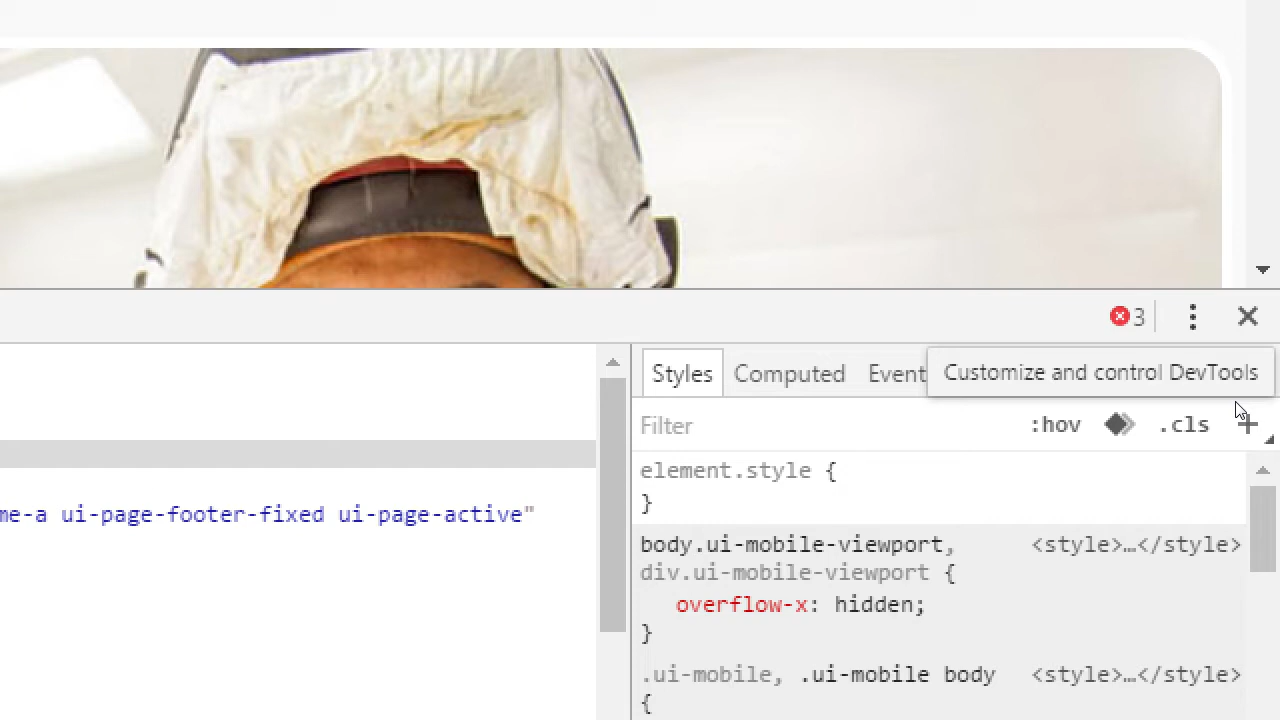 3
Styles Computed Event Customize and control DevTools
Filter :hov .cls
element.style {
}
body.ui-mobile-viewport, <style>…</style>
div.ui-mobile-viewport {
overflow-x: hidden;
}
me-a ui-page-footer-fixed ui-page-active"
.ui-mobile, .ui-mobile body <style>…</style>
{